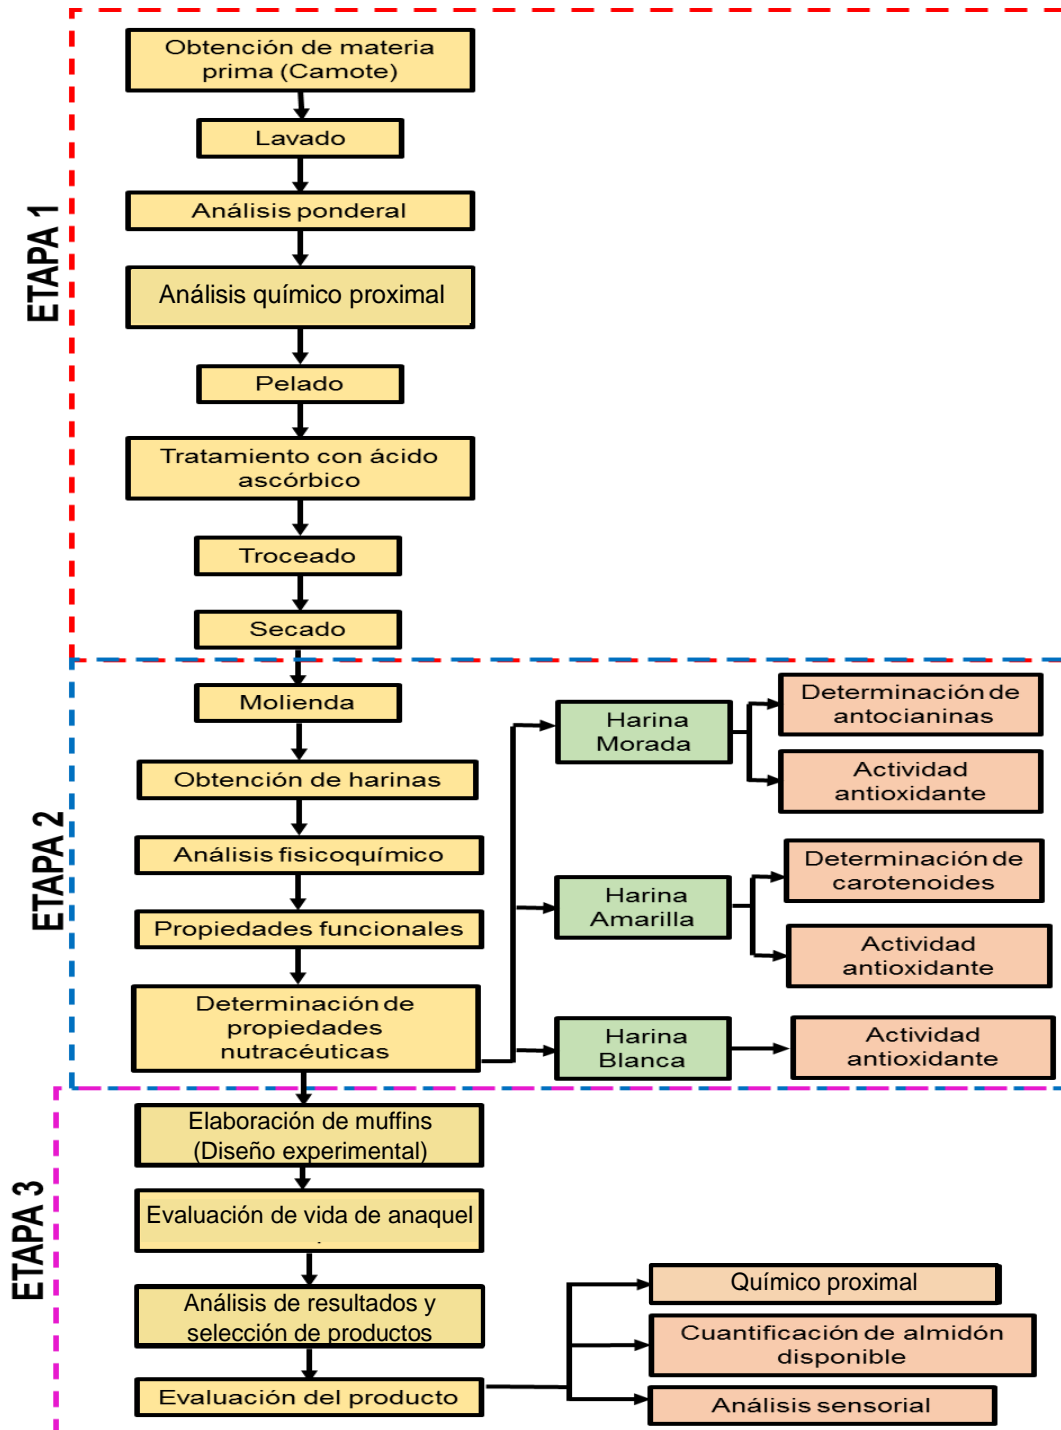 ETAPA 1
Obtención de materia
prima (Camote)
Lavado
Análisis ponderal
Análisis químico proximal
Pelado
Tratamiento con ácido
ascórbico
Troceado
Secado
ETAPA 2
Molienda
Obtención de harinas
Análisis fisicoquímico
Propiedades funcionales
Determinación de
propiedades
nutracéuticas
Harina
Morada
Determinación de
antocianinas
Actividad
antioxidante
Harina
Amarilla
Determinación de
carotenoides
Actividad
antioxidante
Harina
Blanca
Actividad
antioxidante
ETAPA 3
Elaboración de muffins
(Diseño experimental)
Evaluación de vida de anaquel
.
Análisis de resultados y
selección de productos
Evaluación del producto
Químico proximal
Cuantificación de almidón
disponible
Análisis sensorial